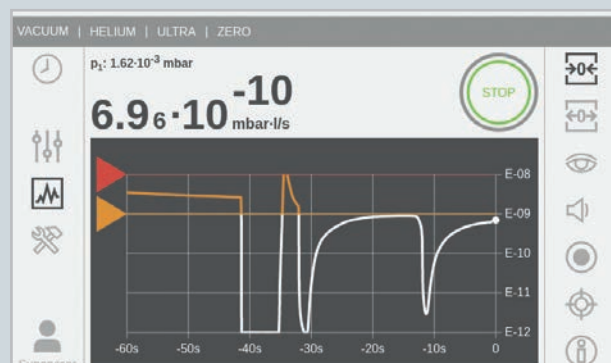 VACUUM | HELIUM | ULTRA | ZERO
p1: 1.62·10-3 mbar
6.96·10-10 mbar·l/s
STOP
E-08
E-09
E-10
E-11
E-12
-60s -50s -40s -30s -20s -10s 0